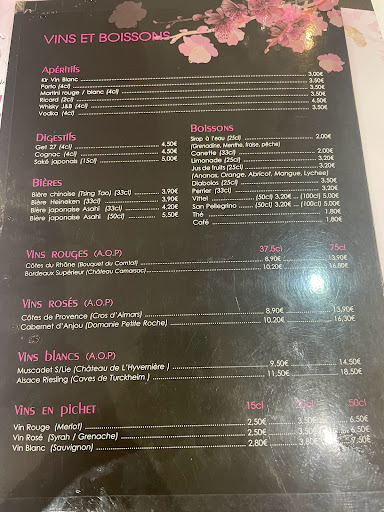 VINS ET BOISSONS
Apéritifs
Kir Vin Blanc 3,00€
Porto (4cl) 3,50€
Martini rouge / blanc (4cl) 3,50€
Ricard (2cl) 3,50€
Whisky J&B (4cl) 4,50€
Vodka (4cl) 3,50€
Digestifs
Get 27 (4cl) 4,50€
Cognac (4cl) 4,50€
Saké japonais (15cl) 5,00€
Bières
Bière chinoise (Tsing Tao) (33cl) 3,90€
Bière Heineken (33cl) 3,90€
Bière japonaise Asahi (33cl) 4,20€
Bière japonaise Asahi (50cl) 5,50€
Boissons
Sirop à l'eau (25cl) 2,00€
(Grenadine, Menthe, fraise, pêche)
Canette (33cl) 3,20€
Limonade (25cl) 3,20€
Jus de fruits (25cl) 3,20€
(Ananas, Orange, Abricot, Mangue, Lychee)
Diabolos (25cl) 3,50€
Perrier (33cl) 3,20€
Vittel (50cl) 3,20€ ... (100cl) 5,00€
San Pellegrino (50cl) 3,20€ ... (100cl) 5,00€
Thé 1,80€
Café 1,80€
Vins rouges (A.O.P) 37,5cl 75cl
Côtes du Rhône (Bouquet du Comtat) 8,90€ 13,90€
Bordeaux Supérieur (Château Camarsac) 10,20€ 16,80€
Vins rosés (A.O.P)
Côtes de Provence (Cros d'Aimars) 8,90€ 13,90€
Cabernet d'Anjou (Domanie Petite Roche) 10,20€ 16,30€
Vins blancs (A.O.P)
Muscadet S/Lie (Château de L'Hyvernière ) 9,50€ 14,50€
Alsace Riesling (Caves de Turckheim ) 11,50€ 18,50€
Vins en pichet 15cl 25cl 50cl
Vin Rouge (Merlot) 2,50€ 3,50€ 6,50€
Vin Rosé (Syrah / Grenache) 2,50€ 3,50€ 6,50€
Vin Blanc (Sauvignon) 2,80€ 3,80€ 7,50€